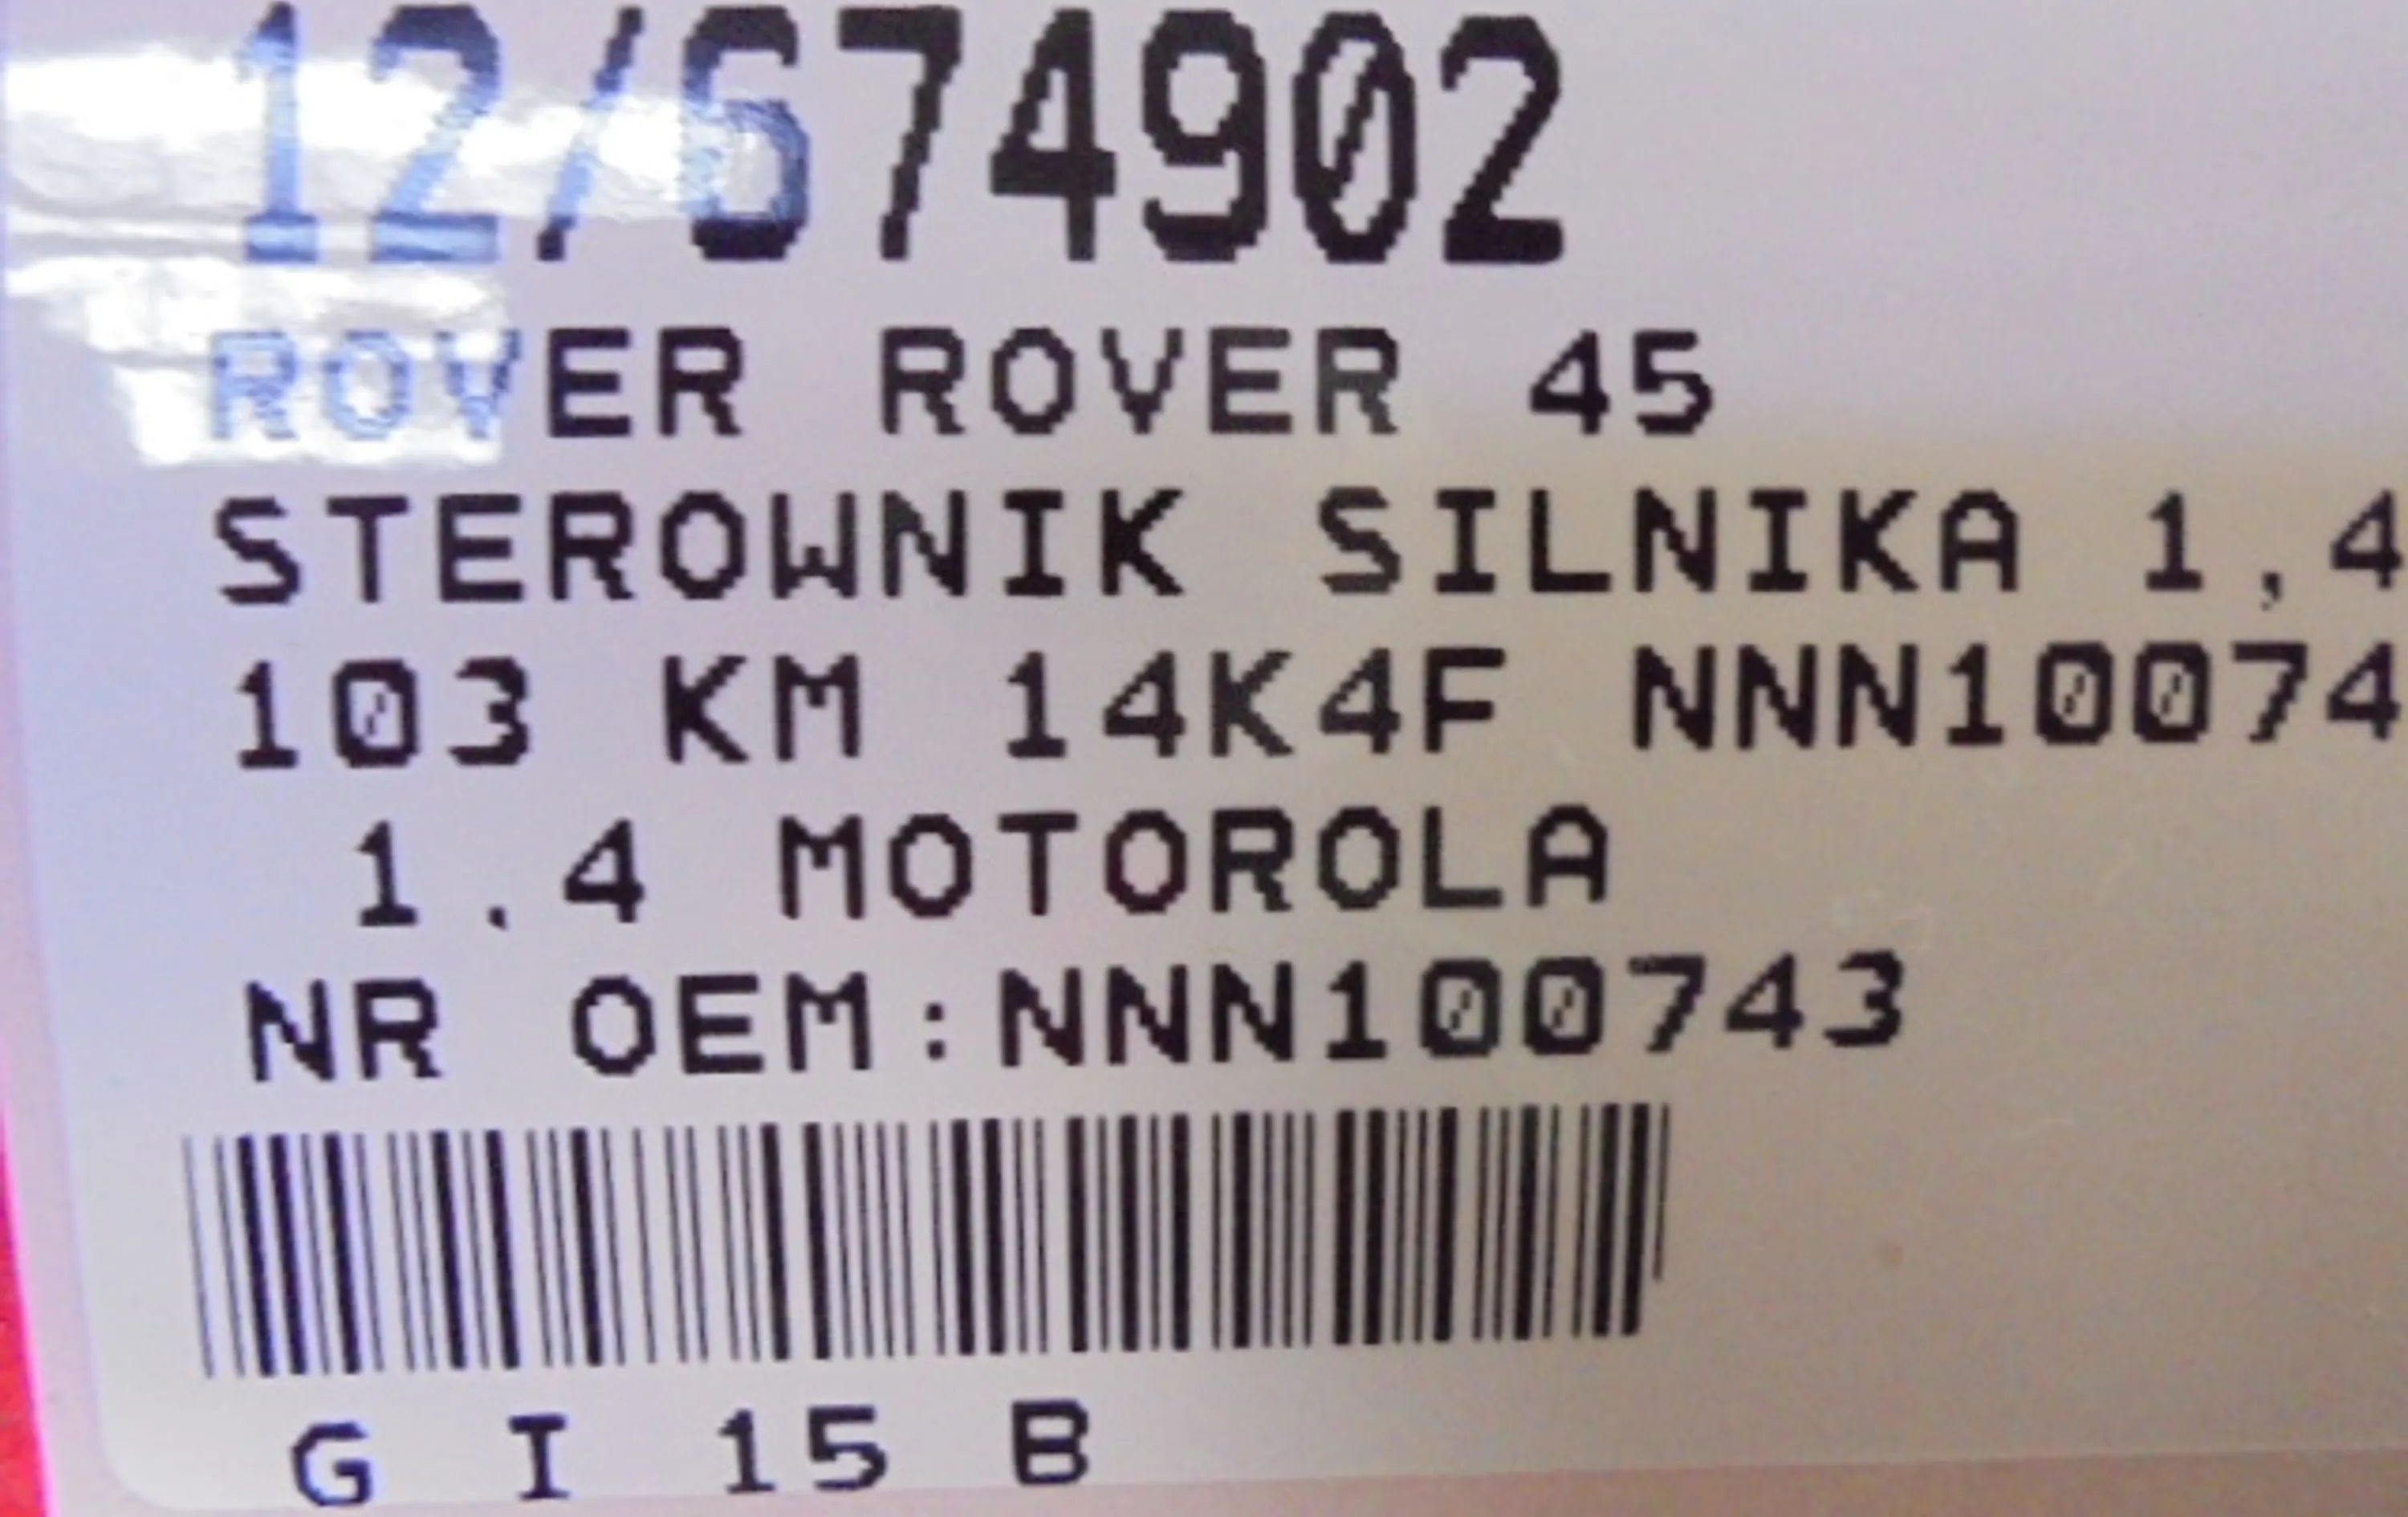 12/674902
ROVER ROVER 45
STEROWNIK SILNIKA 1,4
103 KM 14K4F NNN10074
1.4 MOTOROLA
NR OEM:NNN100743
G I 15 B